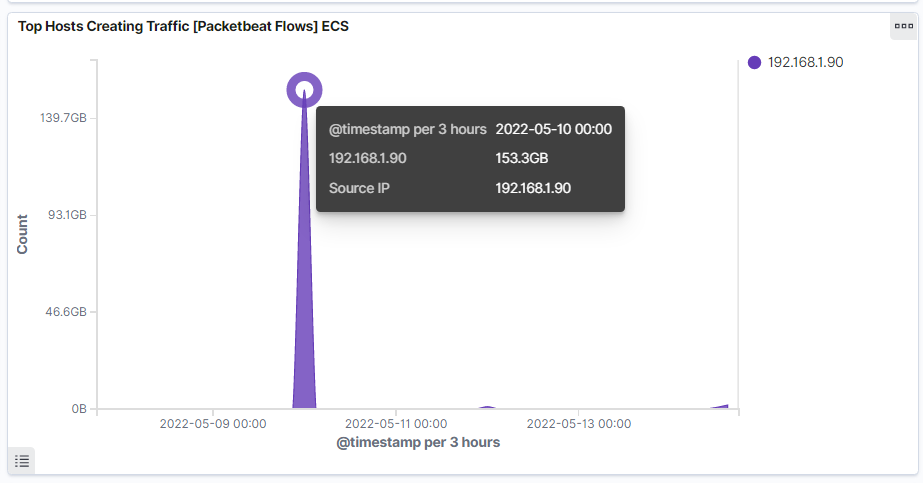 Top Hosts Creating Traffic [Packetbeat Flows] ECS
192.168.1.90
139.7GB
93.1GB
46.6GB
0B
Count
@timestamp per 3 hours 2022-05-10 00:00
192.168.1.90 153.3GB
Source IP 192.168.1.90
2022-05-09 00:00 2022-05-11 00:00 2022-05-13 00:00
@timestamp per 3 hours